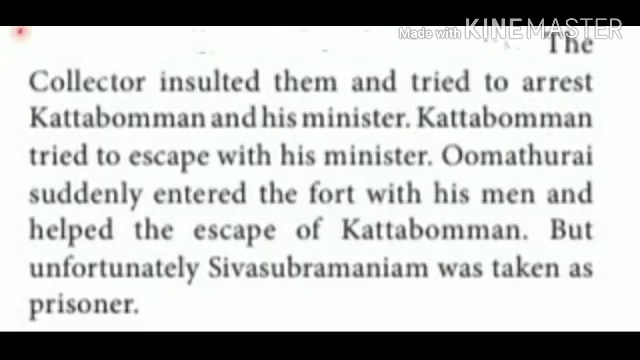 Made with KINEMASTER
The
Collector insulted them and tried to arrest
Kattabomman and his minister. Kattabomman
tried to escape with his minister. Oomathurai
suddenly entered the fort with his men and
helped the escape of Kattabomman. But
unfortunately Sivasubramaniam was taken as
prisoner.